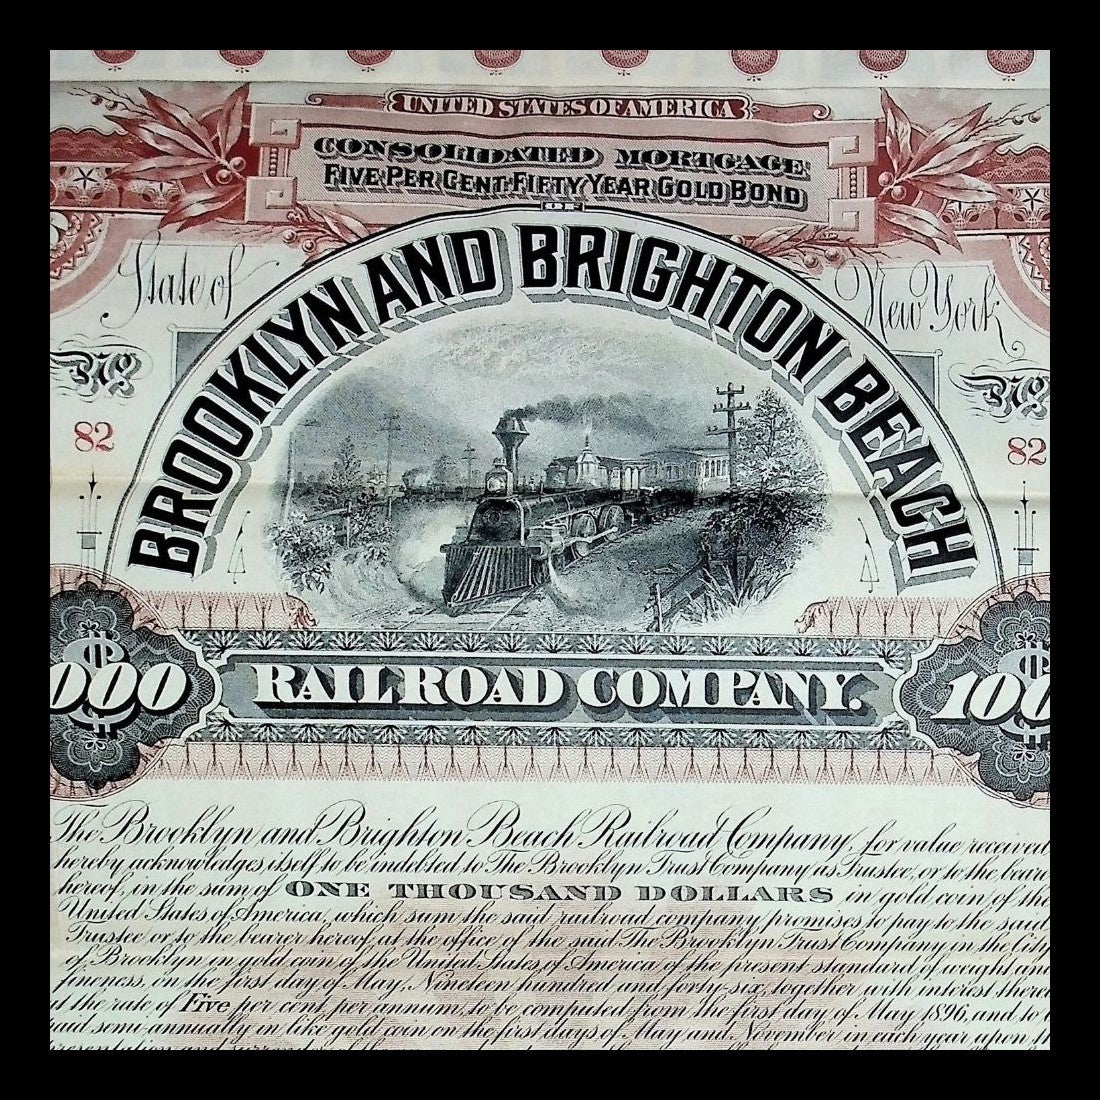 UNITED STATES OF AMERICA
CONSOLIDATED MORTGAGE
FIVE PER CENT FIFTY YEAR GOLD BOND
OF
State of New York
BROOKLYN AND BRIGHTON BEACH
No No
82 82
RAILROAD COMPANY.
000 100
The Brooklyn and Brighton Beach Railroad Company, for value received
hereby acknowledges itself to be indebted to The Brooklyn Trust Company as Trustee, or to the bearer
hereof, in the sum of ONE THOUSAND DOLLARS in gold coin of the
United States of America, which sum the said railroad company promises to pay to the said
Trustee or to the bearer hereof, at the office of the said The Brooklyn Trust Company in the City
of Brooklyn in gold coin of the United States of America of the present standard of weight and
fineness, on the first day of May, Nineteen hundred and forty-six, together with interest thereon
at the rate of Five per cent. per annum, to be computed from the first day of May 1896, and to
paid semi-annually in like gold coin on the first days of May and November in each year upon